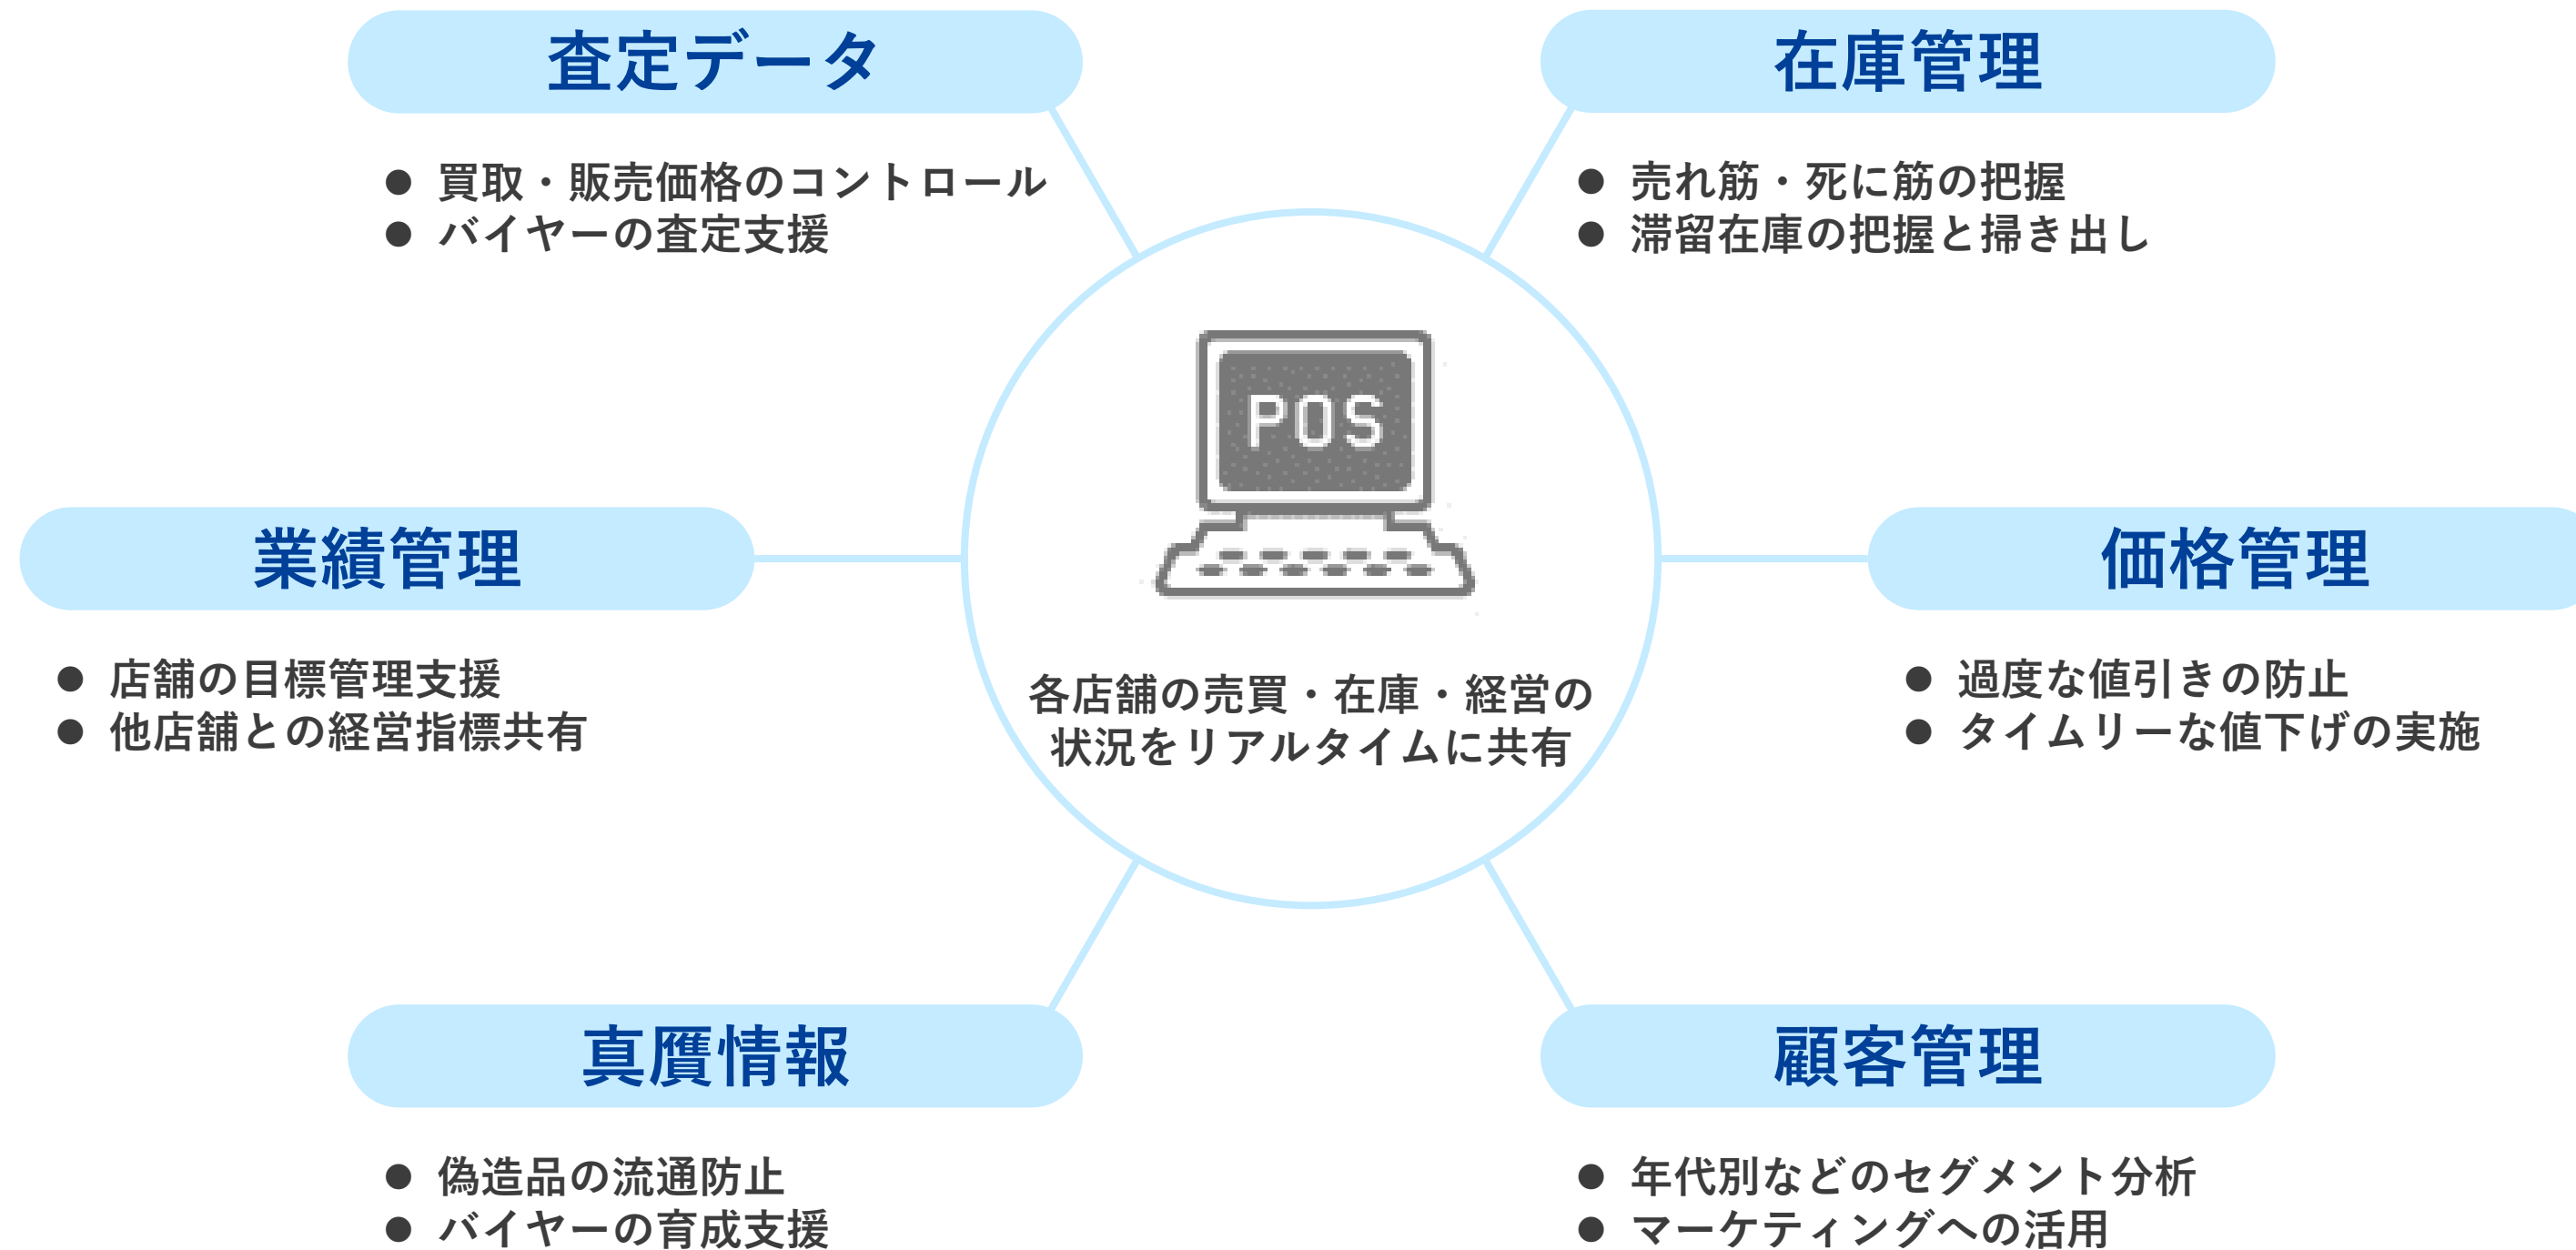 査定データ
● 買取・販売価格のコントロール
● バイヤーの査定支援
在庫管理
● 売れ筋・死に筋の把握
● 滞留在庫の把握と掃き出し
業績管理
● 店舗の目標管理支援
● 他店舗との経営指標共有
POS
各店舗の売買・在庫・経営の
状況をリアルタイムに共有
価格管理
● 過度な値引きの防止
● タイムリーな値下げの実施
真贋情報
● 偽造品の流通防止
● バイヤーの育成支援
顧客管理
● 年代別などのセグメント分析
● マーケティングへの活用